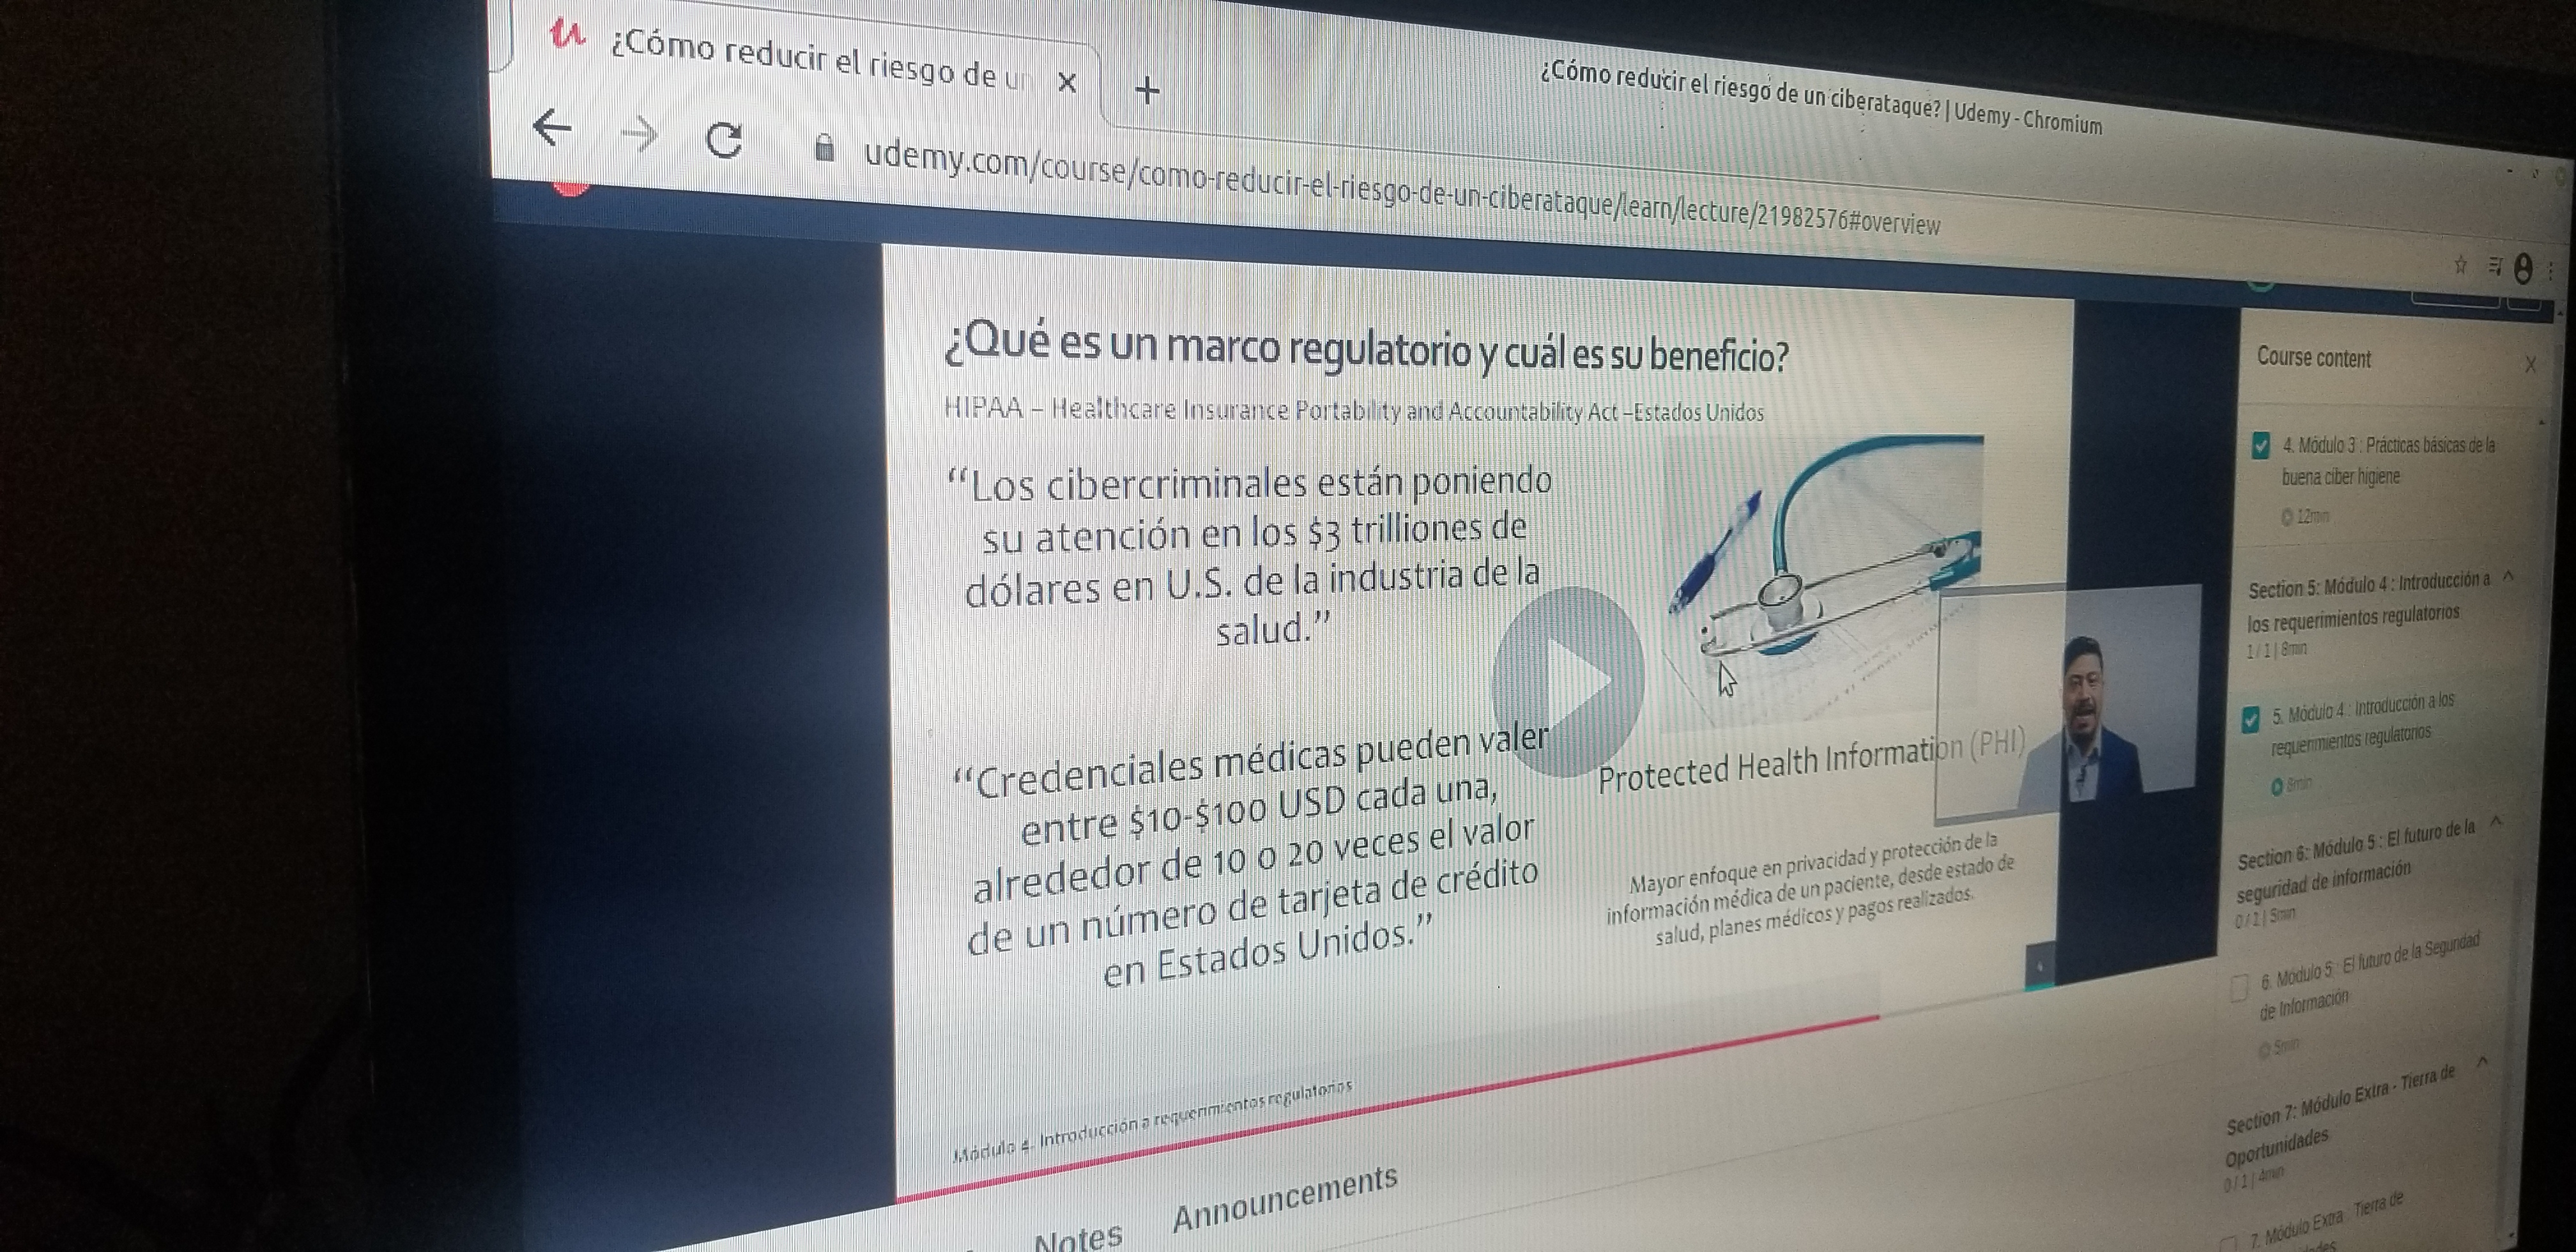 ¿Cómo reducir el riesgo de un
¿Cómo reducir el riesgo de un ciberataque? | Udemy - Chromium
udemy.com/course/como-reducir-el-riesgo-de-un-ciberataque/learn/lecture/21982576#overview
¿Qué es un marco regulatorio y cuál es su beneficio?
HIPAA – Healthcare Insurance Portability and Accountability Act –Estados Unidos
“Los cibercriminales están poniendo
su atención en los $3 trilliones de
dólares en U.S. de la industria de la
salud.”
“Credenciales médicas pueden valer
entre $10-$100 USD cada una,
alrededor de 10 o 20 veces el valor
de un número de tarjeta de crédito
en Estados Unidos.”
Protected Health Information (PHI)
Mayor enfoque en privacidad y protección de la
información médica de un paciente, desde estado de
salud, planes médicos y pagos realizados.
Módulo 4. Introducción a requerimientos regulatorios
Notes
Announcements
Course content
4. Módulo 3 : Prácticas básicas de la
buena ciber higiene
12min
Section 5: Módulo 4 : Introducción a
los requerimientos regulatorios
1 / 1 | 8min
5. Módulo 4 : Introducción a los
requerimientos regulatorios
8min
Section 6: Módulo 5 : El futuro de la
seguridad de información
0 / 1 | 5min
6. Módulo 5 : El futuro de la Seguridad
de Información
5min
Section 7: Módulo Extra - Tierra de
Oportunidades
0 / 1 | 4min
7. Módulo Extra : Tierra de